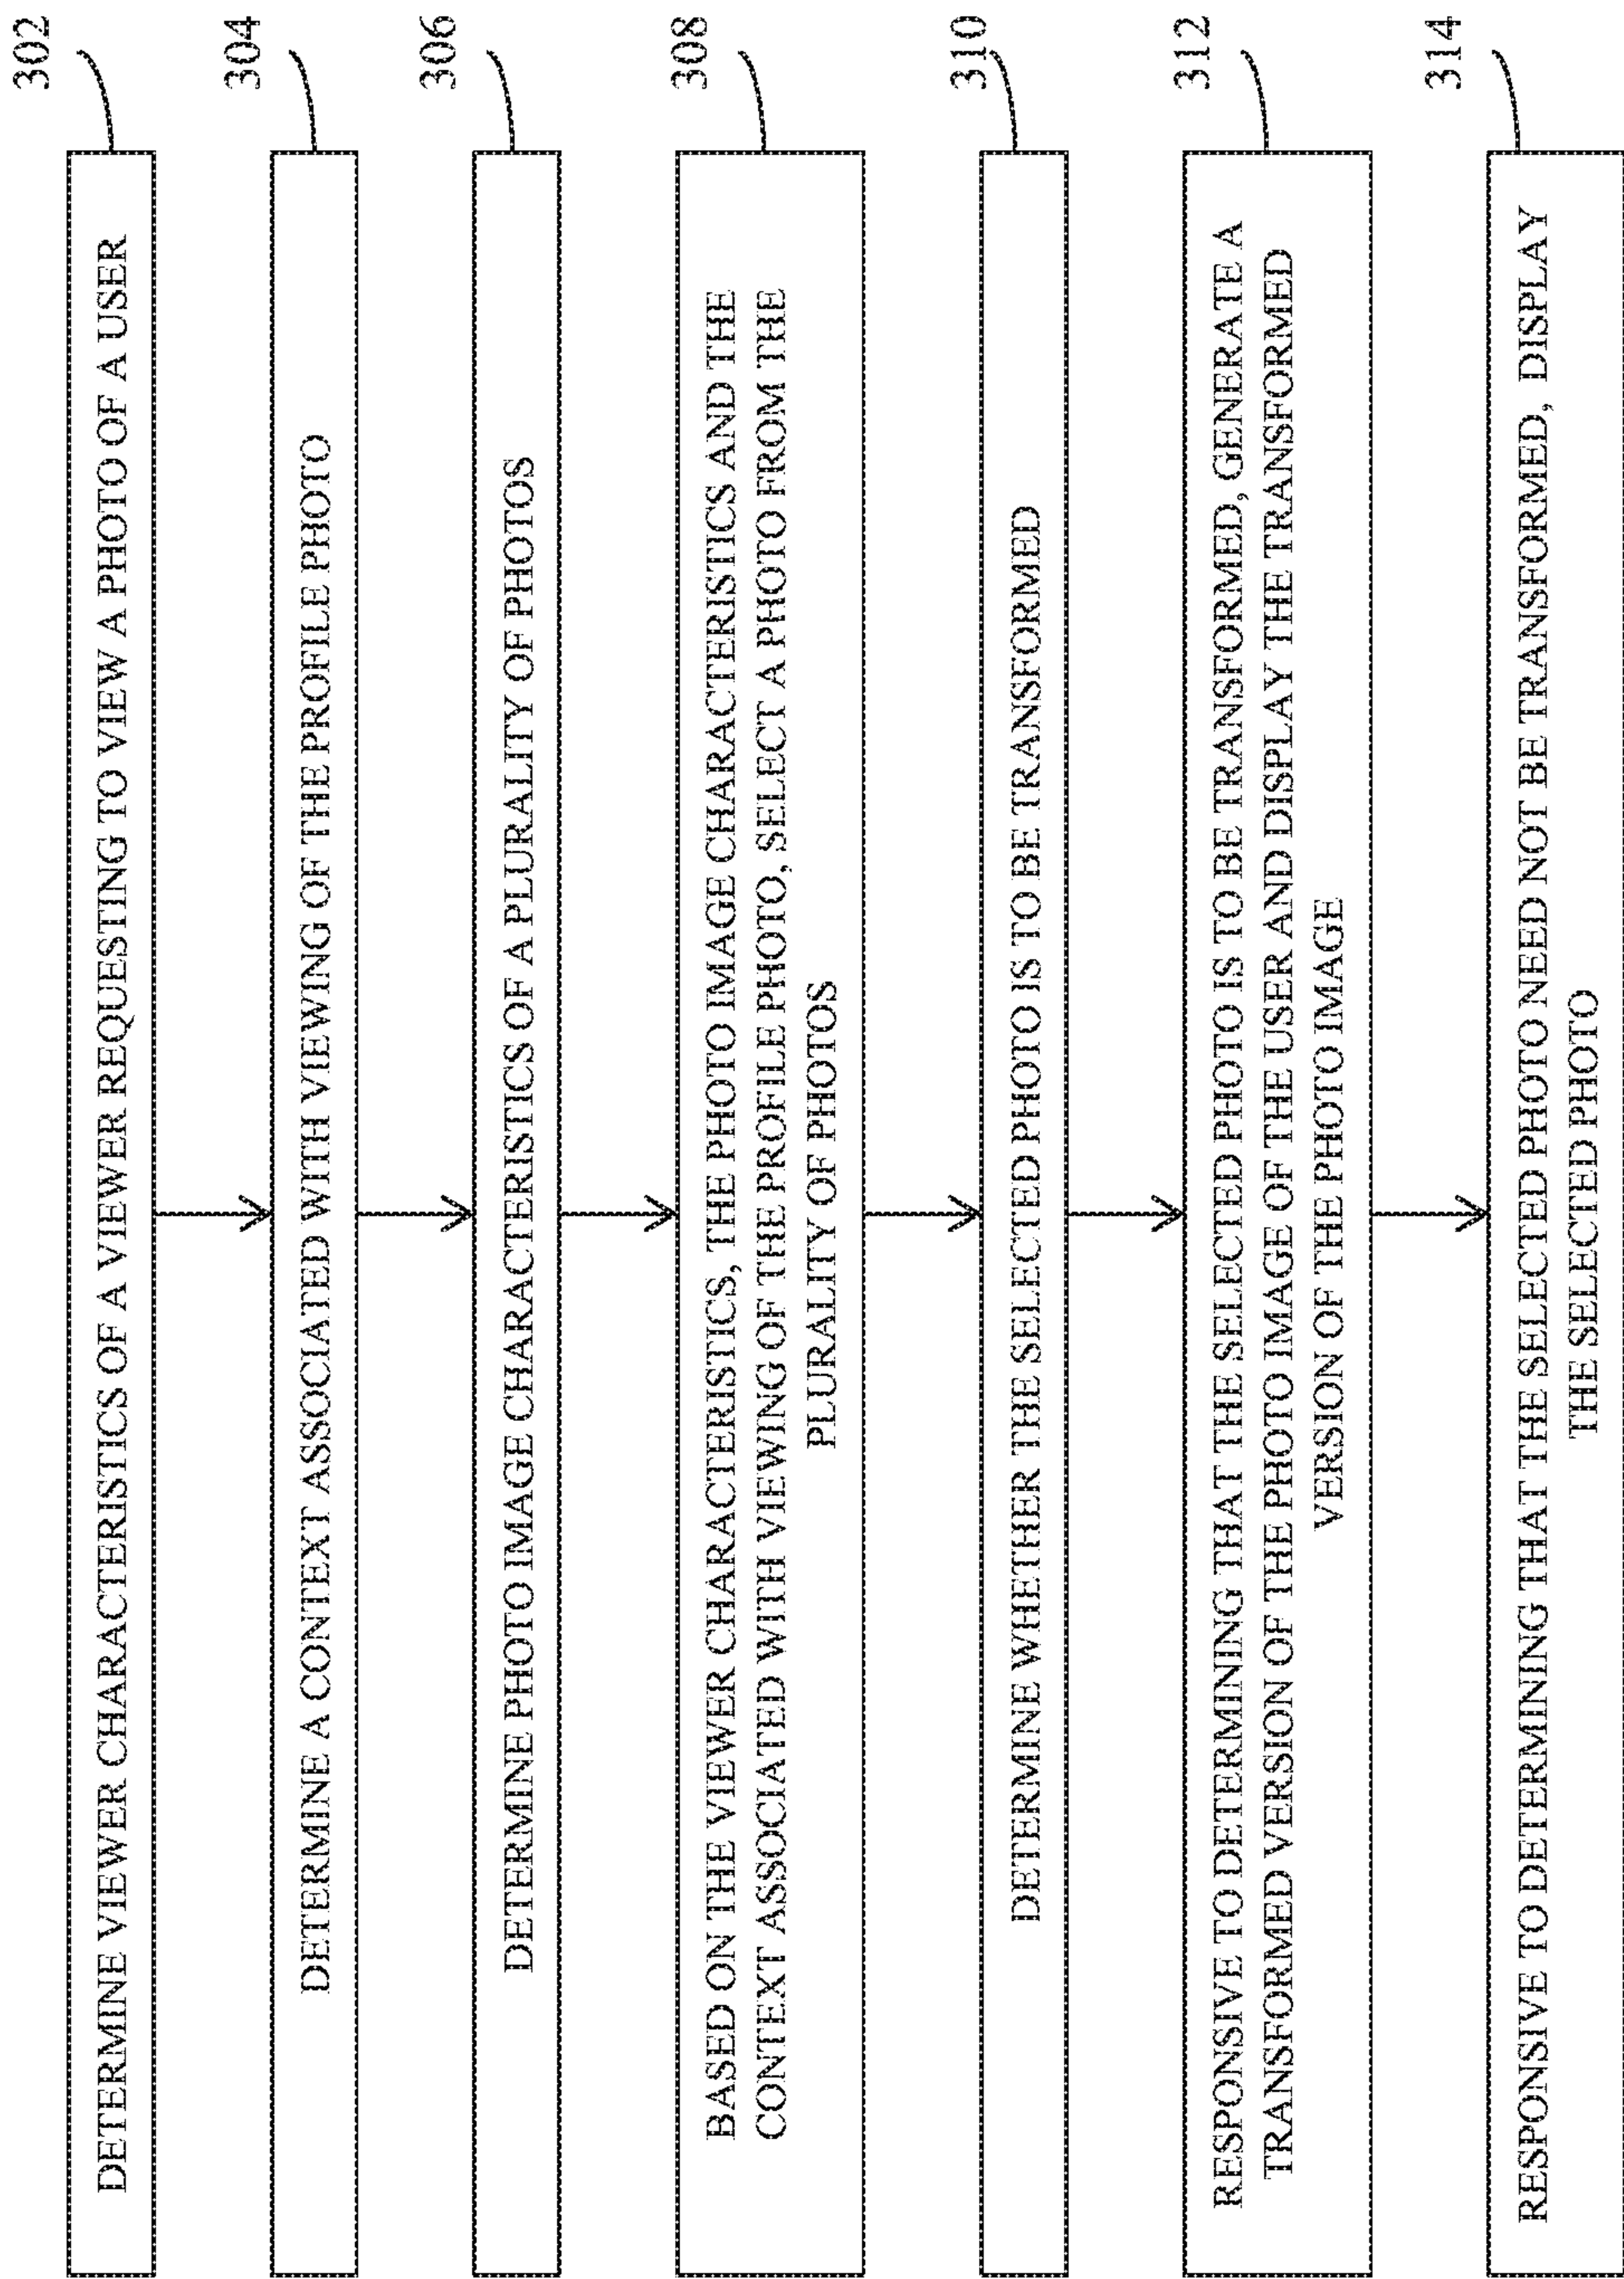 302
DETERMINE VIEWER CHARACTERISTICS OF A VIEWER REQUESTING TO VIEW A PHOTO OF A USER
304
DETERMINE A CONTEXT ASSOCIATED WITH VIEWING OF THE PROFILE PHOTO
306
DETERMINE PHOTO IMAGE CHARACTERISTICS OF A PLURALITY OF PHOTOS
308
BASED ON THE VIEWER CHARACTERISTICS, THE PHOTO IMAGE CHARACTERISTICS AND THE
CONTEXT ASSOCIATED WITH VIEWING OF THE PROFILE PHOTO, SELECT A PHOTO FROM THE
PLURALITY OF PHOTOS
310
DETERMINE WHETHER THE SELECTED PHOTO IS TO BE TRANSFORMED
312
RESPONSIVE TO DETERMINING THAT THE SELECTED PHOTO IS TO BE TRANSFORMED, GENERATE A
TRANSFORMED VERSION OF THE PHOTO IMAGE OF THE USER AND DISPLAY THE TRANSFORMED
VERSION OF THE PHOTO IMAGE
314
RESPONSIVE TO DETERMINING THAT THE SELECTED PHOTO NEED NOT BE TRANSFORMED, DISPLAY
THE SELECTED PHOTO